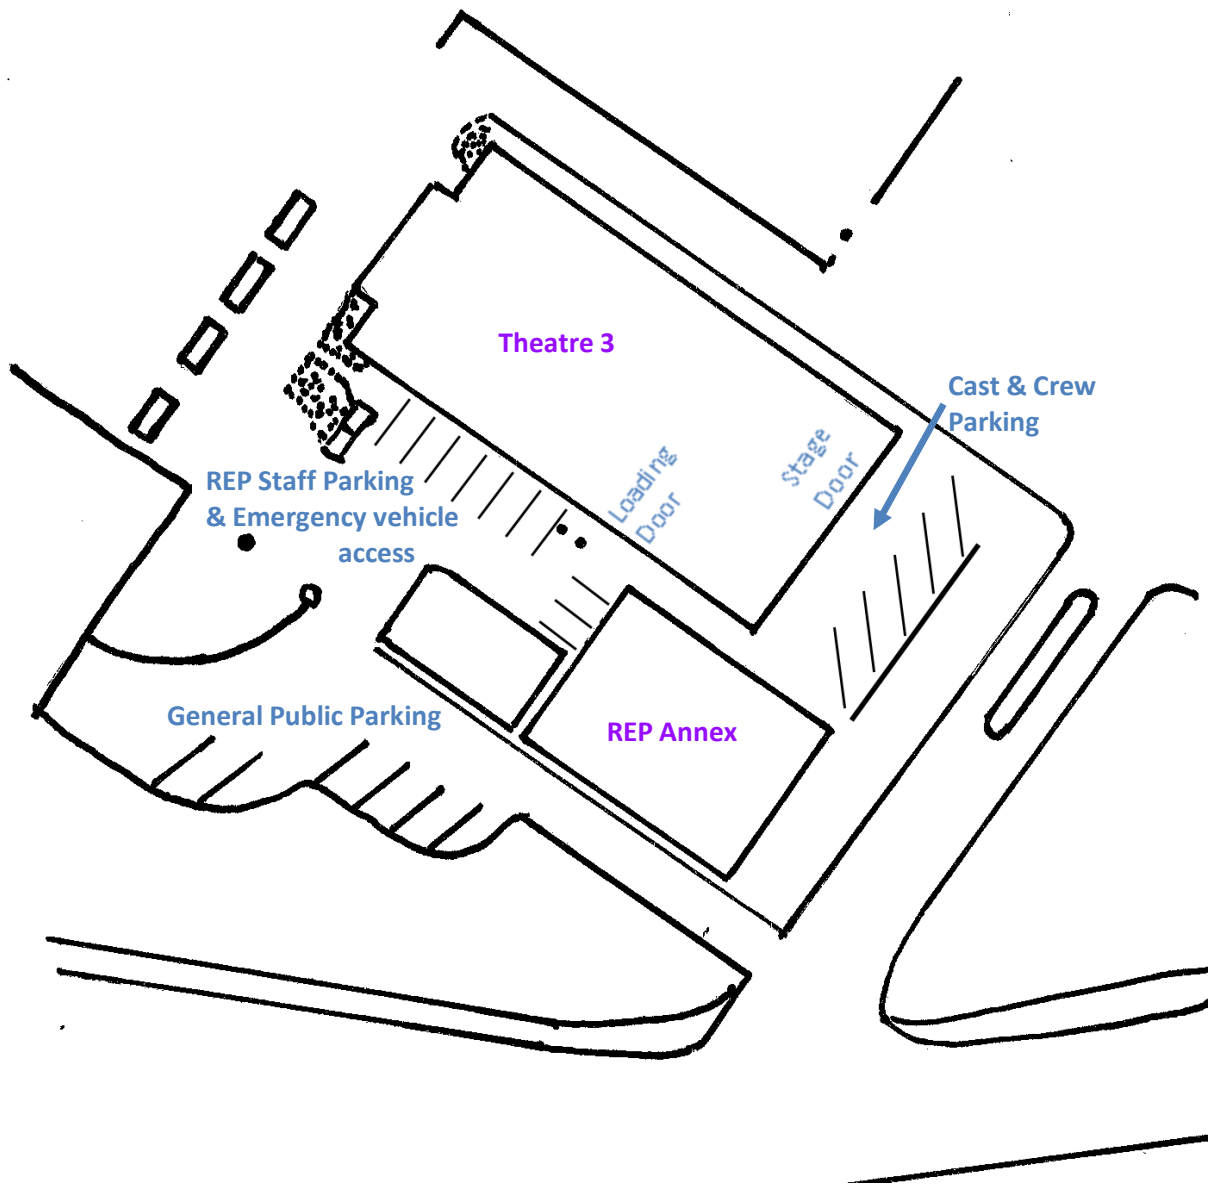 Theatre 3
Cast & Crew
Parking
Stage
Door
Loading
Door
REP Staff Parking
& Emergency vehicle
access
General Public Parking
REP Annex